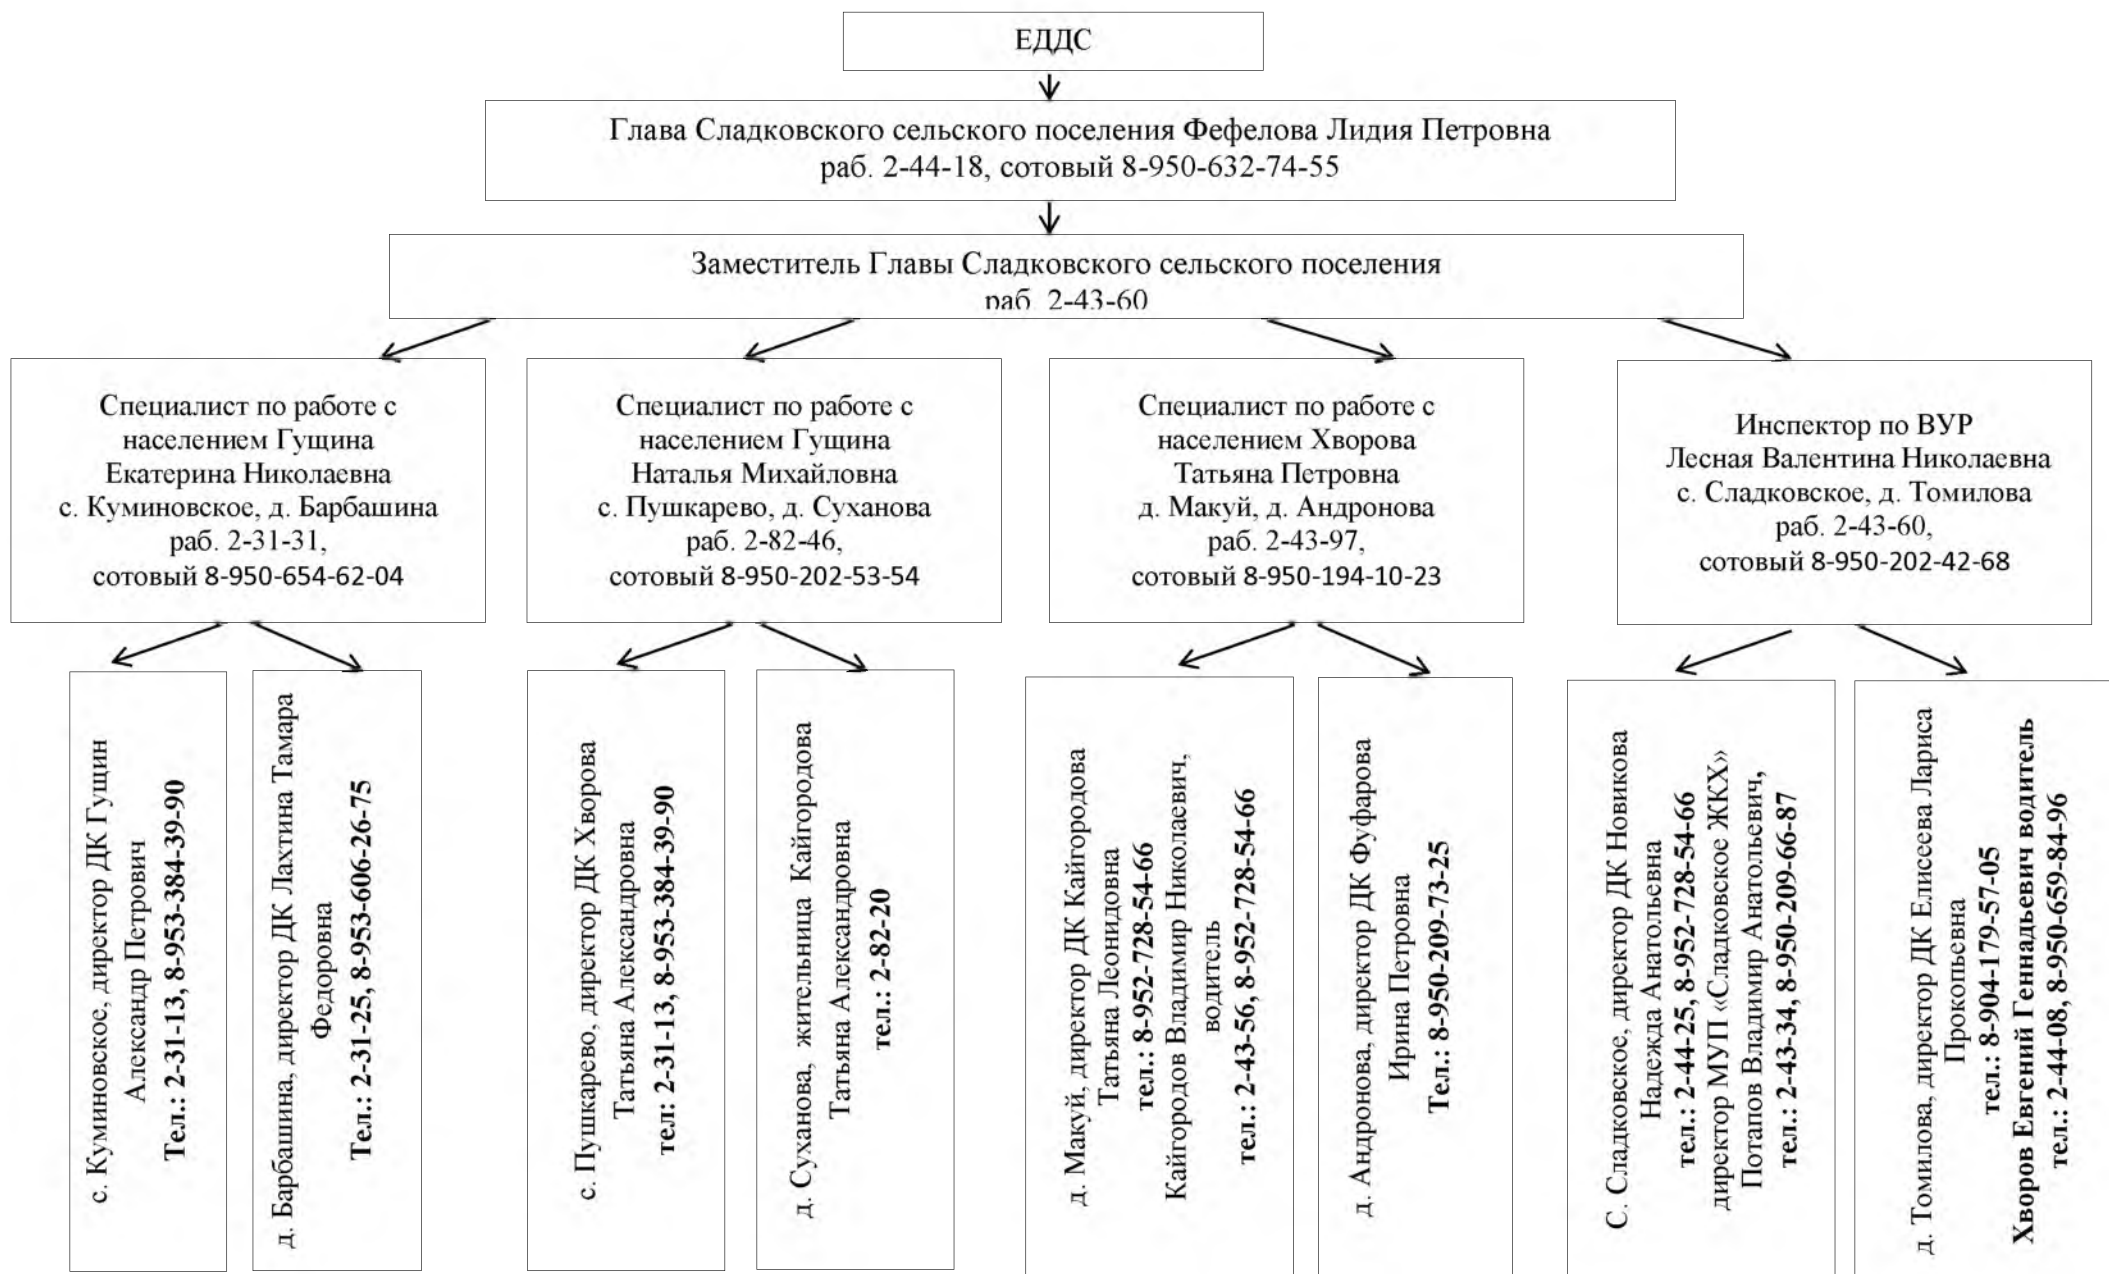 ЕДДС
Глава Сладковского сельского поселения Фефелова Лидия Петровна
раб. 2-44-18, сотовый 8-950-632-74-55
Заместитель Главы Сладковского сельского поселения
раб. 2-43-60
Специалист по работе с
населением Гущина
Екатерина Николаевна
с. Куминовское, д. Барбашина
раб. 2-31-31,
сотовый 8-950-654-62-04
Специалист по работе с
населением Гущина
Наталья Михайловна
с. Пушкарево, д. Суханова
раб. 2-82-46,
сотовый 8-950-202-53-54
Специалист по работе с
населением Хворова
Татьяна Петровна
д. Макуй, д. Андронова
раб. 2-43-97,
сотовый 8-950-194-10-23
Инспектор по ВУР
Лесная Валентина Николаевна
с. Сладковское, д. Томилова
раб. 2-43-60,
сотовый 8-950-202-42-68
с. Куминовское, директор ДК Гущин
Александр Петрович
Тел.: 2-31-13, 8-953-384-39-90
д. Барбашина, директор ДК Лахтина Тамара
Федоровна
Тел.: 2-31-25, 8-953-606-26-75
с. Пушкарево, директор ДК Хворова
Татьяна Александровна
тел: 2-31-13, 8-953-384-39-90
д. Суханова, жительница Кайгородова
Татьяна Александровна
тел.: 2-82-20
д. Макуй, директор ДК Кайгородова
Татьяна Леонидовна
тел.: 8-952-728-54-66
Кайгородов Владимир Николаевич,
водитель
тел.: 2-43-56, 8-952-728-54-66
д. Андронова, директор ДК Фуфарова
Ирина Петровна
Тел.: 8-950-209-73-25
С. Сладковское, директор ДК Новикова
Надежда Анатольевна
тел.: 2-44-25, 8-952-728-54-66
директор МУП «Сладковское ЖКХ»
Потапов Владимир Анатольевич,
тел.: 2-43-34, 8-950-209-66-87
д. Томилова, директор ДК Елисеева Лариса
Прокопьевна
тел.: 8-904-179-57-05
Хворов Евгений Геннадьевич водитель
тел.: 2-44-08, 8-950-659-84-96